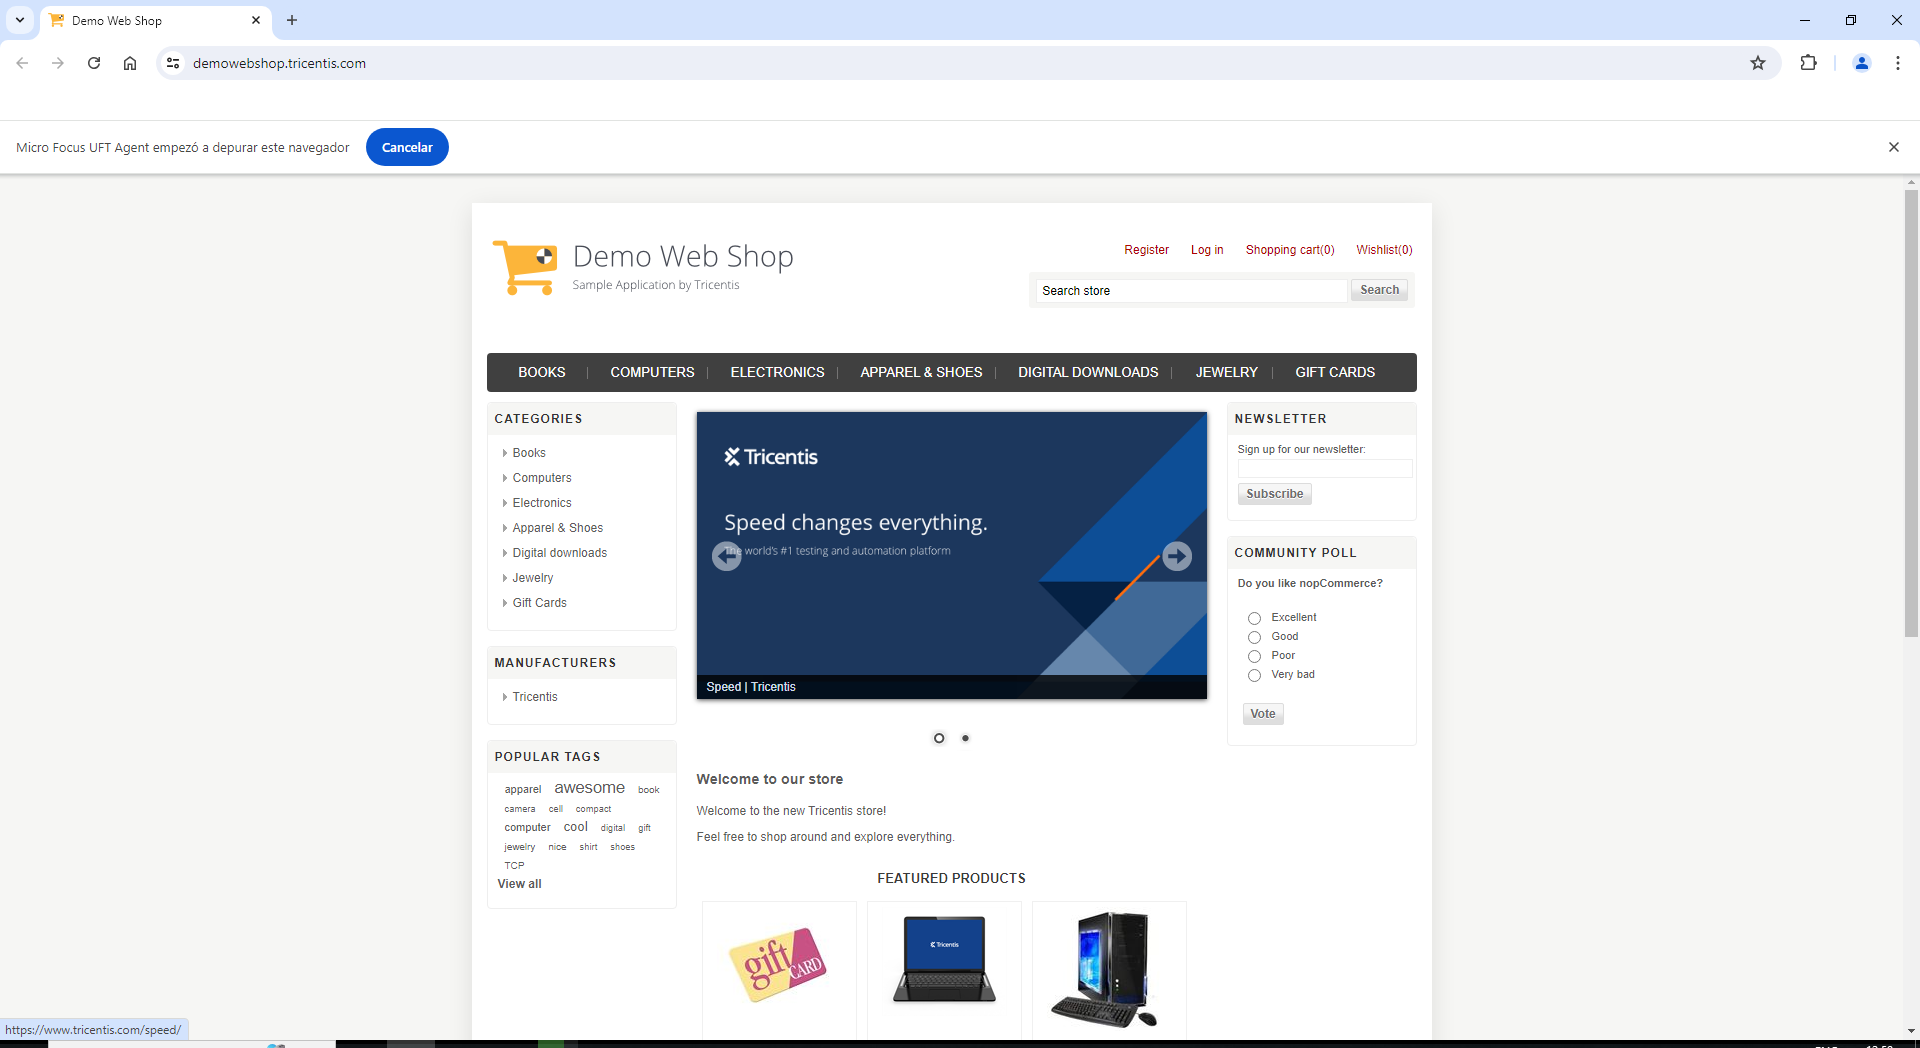 Demo Web Shop
demowebshop.tricentis.com
Micro Focus UFT Agent empezó a depurar este navegador
Cancelar
Demo Web Shop
Sample Application by Tricentis
Register
Log in
Shopping cart(0)
Wishlist(0)
Search store
Search
BOOKS
COMPUTERS
ELECTRONICS
APPAREL & SHOES
DIGITAL DOWNLOADS
JEWELRY
GIFT CARDS
CATEGORIES
Books
Computers
Electronics
Apparel & Shoes
Digital downloads
Jewelry
Gift Cards
MANUFACTURERS
Tricentis
POPULAR TAGS
apparel awesome book
camera cell compact
computer cool digital gift
jewelry nice shirt shoes
TCP
View all
Tricentis
Speed changes everything.
The world's #1 testing and automation platform
Speed | Tricentis
Welcome to our store
Welcome to the new Tricentis store!
Feel free to shop around and explore everything.
FEATURED PRODUCTS
gift CARD
Tricentis
NEWSLETTER
Sign up for our newsletter:
Subscribe
COMMUNITY POLL
Do you like nopCommerce?
Excellent
Good
Poor
Very bad
Vote
https://www.tricentis.com/speed/